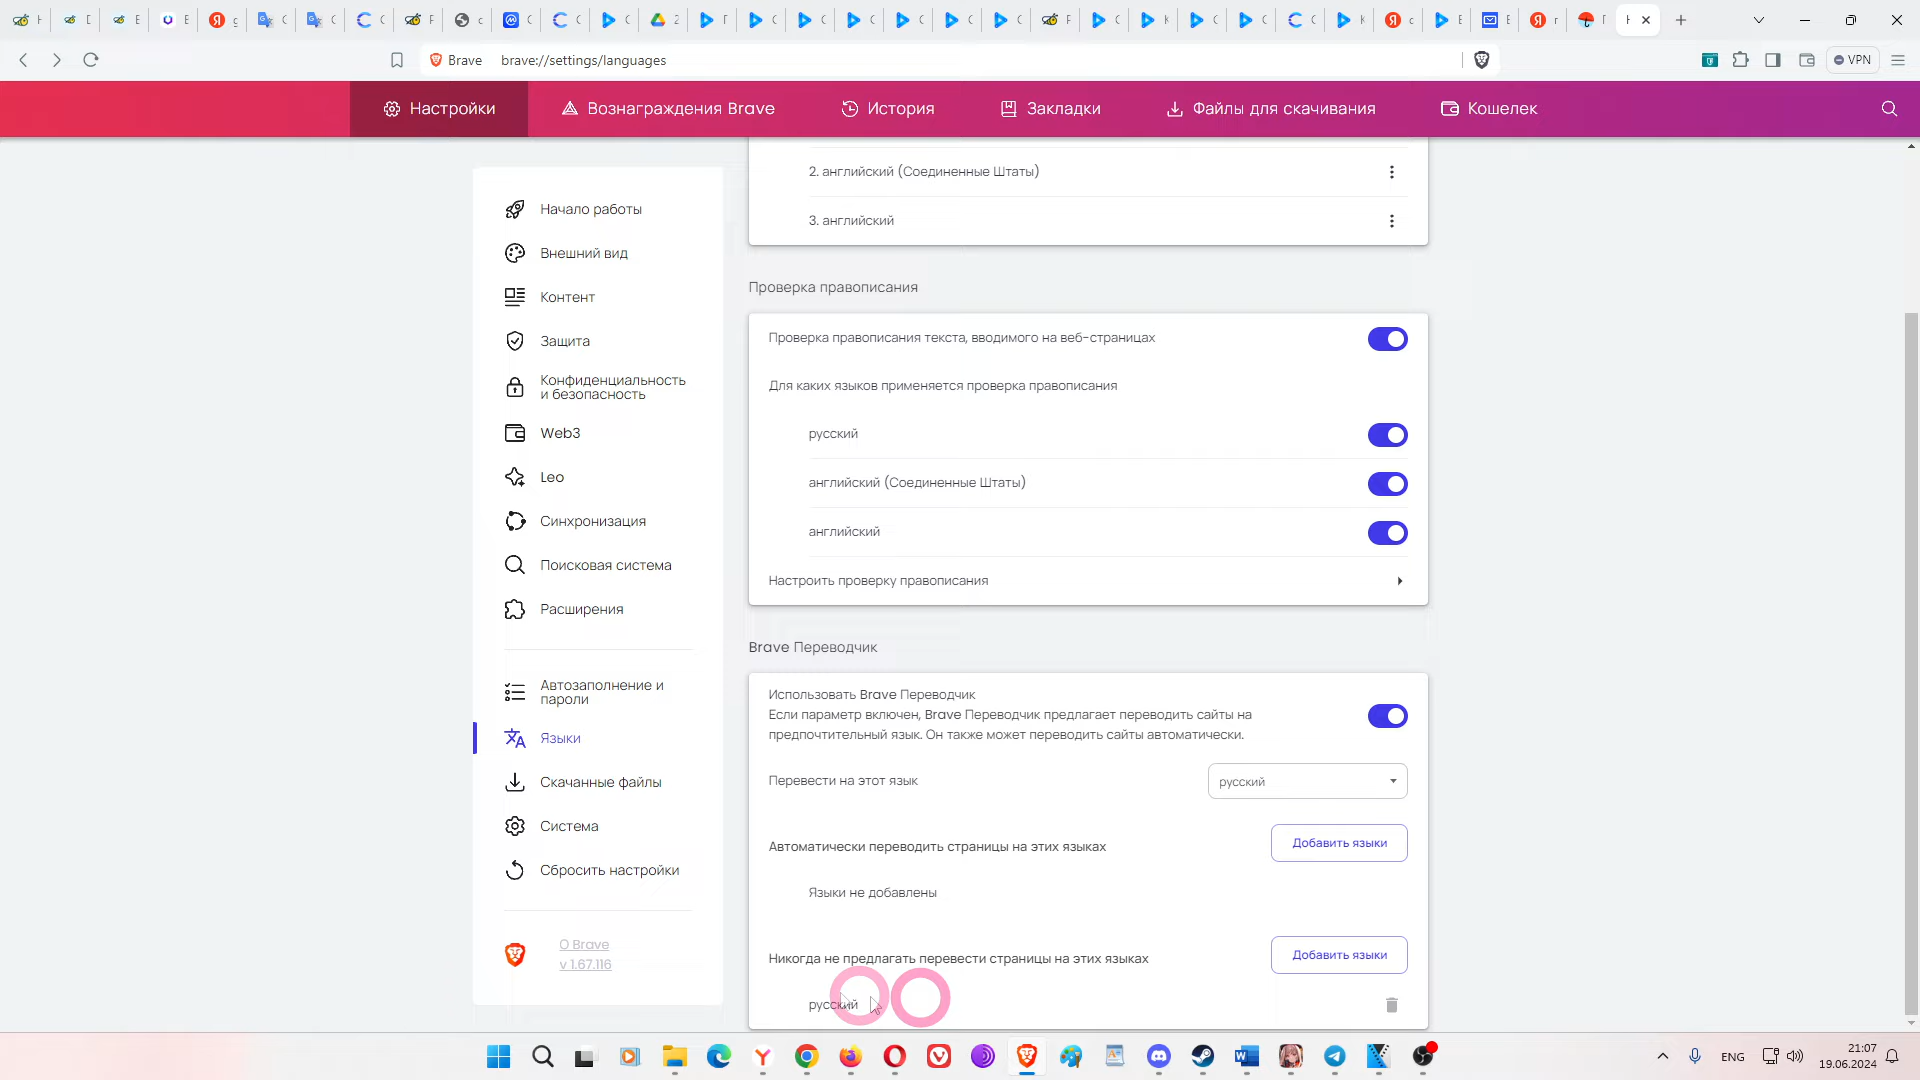 Brave brave://settings/languages
VPN
Настройки
Вознаграждения Brave
История
Закладки
Файлы для скачивания
Кошелек
Начало работы
Внешний вид
Контент
Защита
Конфиденциальность
и безопасность
Web3
Leo
Синхронизация
Поисковая система
Расширения
Автозаполнение и
пароли
Языки
Скачанные файлы
Система
Сбросить настройки
О Brave
v 1.67.116
2. английский (Соединенные Штаты)
3. английский
Проверка правописания
Проверка правописания текста, вводимого на веб-страницах
Для каких языков применяется проверка правописания
русский
английский (Соединенные Штаты)
английский
Настроить проверку правописания
Brave Переводчик
Использовать Brave Переводчик
Если параметр включен, Brave Переводчик предлагает переводить сайты на
предпочтительный язык. Он также может переводить сайты автоматически.
Перевести на этот язык
русский
Автоматически переводить страницы на этих языках
Добавить языки
Языки не добавлены
Никогда не предлагать перевести страницы на этих языках
Добавить языки
русский
ENG
21:07
19.06.2024